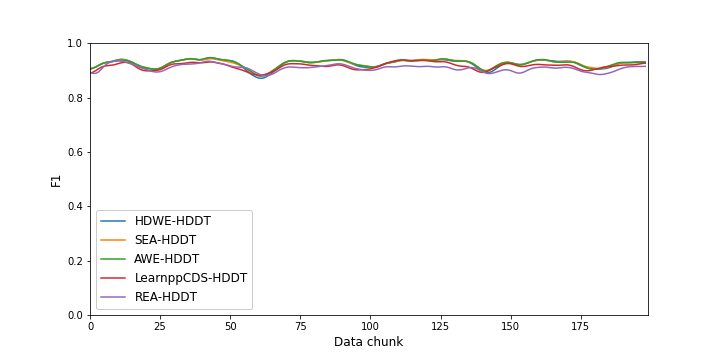 1.0
0.8
0.6
0.4
0.2
0.0
F1
HDWE-HDDT
SEA-HDDT
AWE-HDDT
LearnppCDS-HDDT
REA-HDDT
0 25 50 75 100 125 150 175
Data chunk